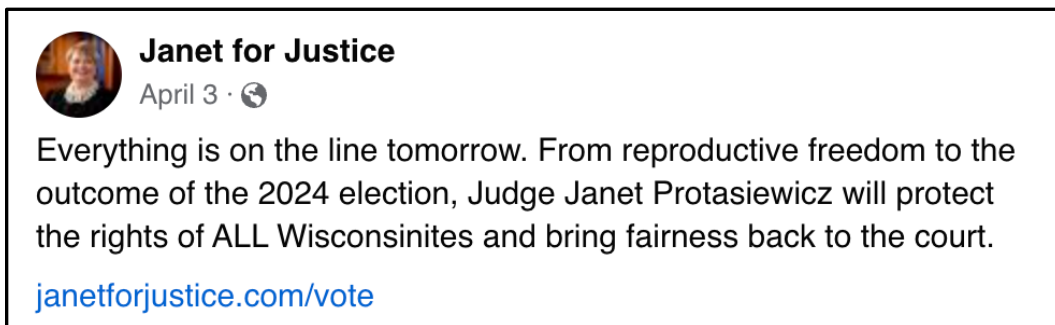 Janet for Justice
April 3 ·
Everything is on the line tomorrow. From reproductive freedom to the
outcome of the 2024 election, Judge Janet Protasiewicz will protect
the rights of ALL Wisconsinites and bring fairness back to the court.
janetforjustice.com/vote